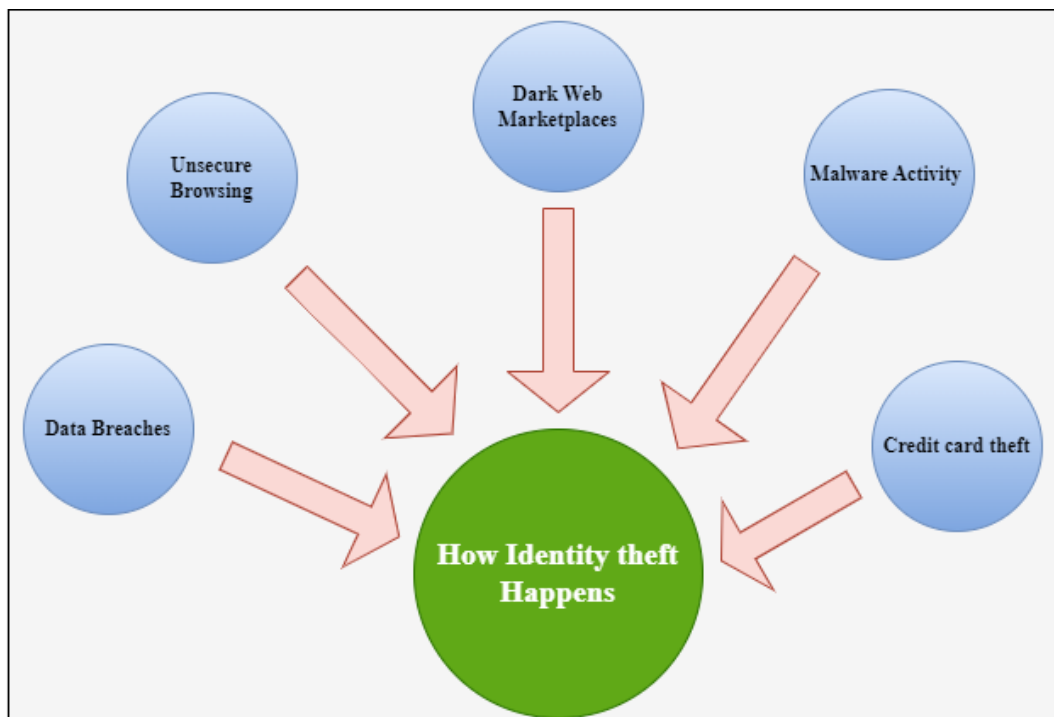 Dark Web
Marketplaces
Unsecure
Browsing
Malware Activity
Data Breaches
Credit card theft
How Identity theft
Happens